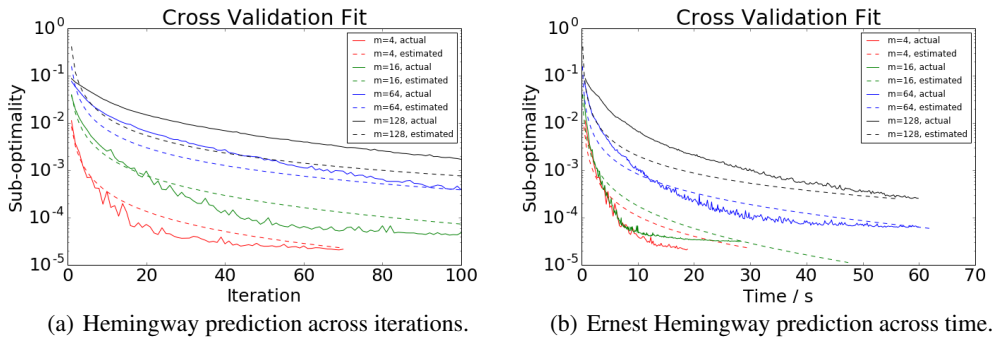 Cross Validation Fit
10^0
10^-1
10^-2
10^-3
10^-4
10^-5
Sub-optimality
m=4, actual
m=4, estimated
m=16, actual
m=16, estimated
m=64, actual
m=64, estimated
m=128, actual
m=128, estimated
0 20 40 60 80 100
Iteration
(a) Hemingway prediction across iterations.
Cross Validation Fit
10^0
10^-1
10^-2
10^-3
10^-4
10^-5
Sub-optimality
m=4, actual
m=4, estimated
m=16, actual
m=16, estimated
m=64, actual
m=64, estimated
m=128, actual
m=128, estimated
0 10 20 30 40 50 60 70
Time / s
(b) Ernest Hemingway prediction across time.